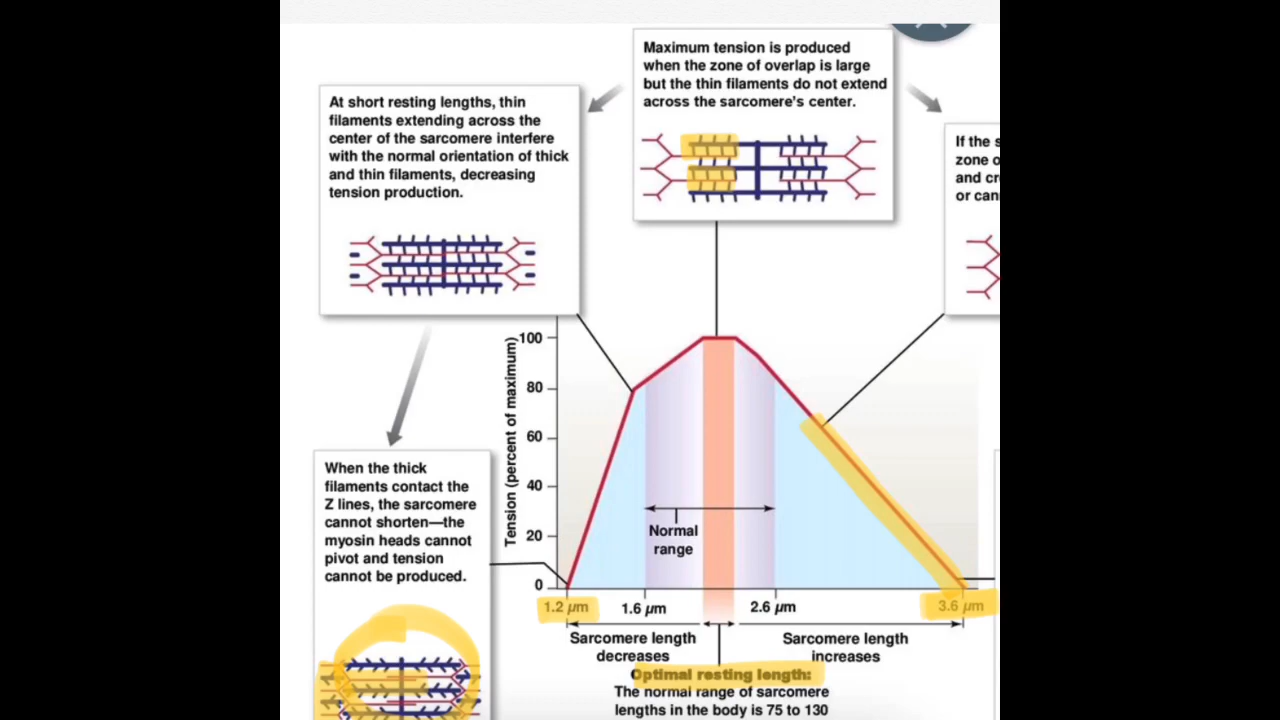 Maximum tension is produced
when the zone of overlap is large
but the thin filaments do not extend
across the sarcomere's center.
At short resting lengths, thin
filaments extending across the
center of the sarcomere interfere
with the normal orientation of thick
and thin filaments, decreasing
tension production.
If the s
zone o
and cr
or can
When the thick
filaments contact the
Z lines, the sarcomere
cannot shorten—the
myosin heads cannot
pivot and tension
cannot be produced.
Tension (percent of maximum)
100
80
60
40
20
0
Normal
range
1.2 µm
1.6 µm
2.6 µm
3.6 µm
Sarcomere length
decreases
Sarcomere length
increases
Optimal resting length:
The normal range of sarcomere
lengths in the body is 75 to 130